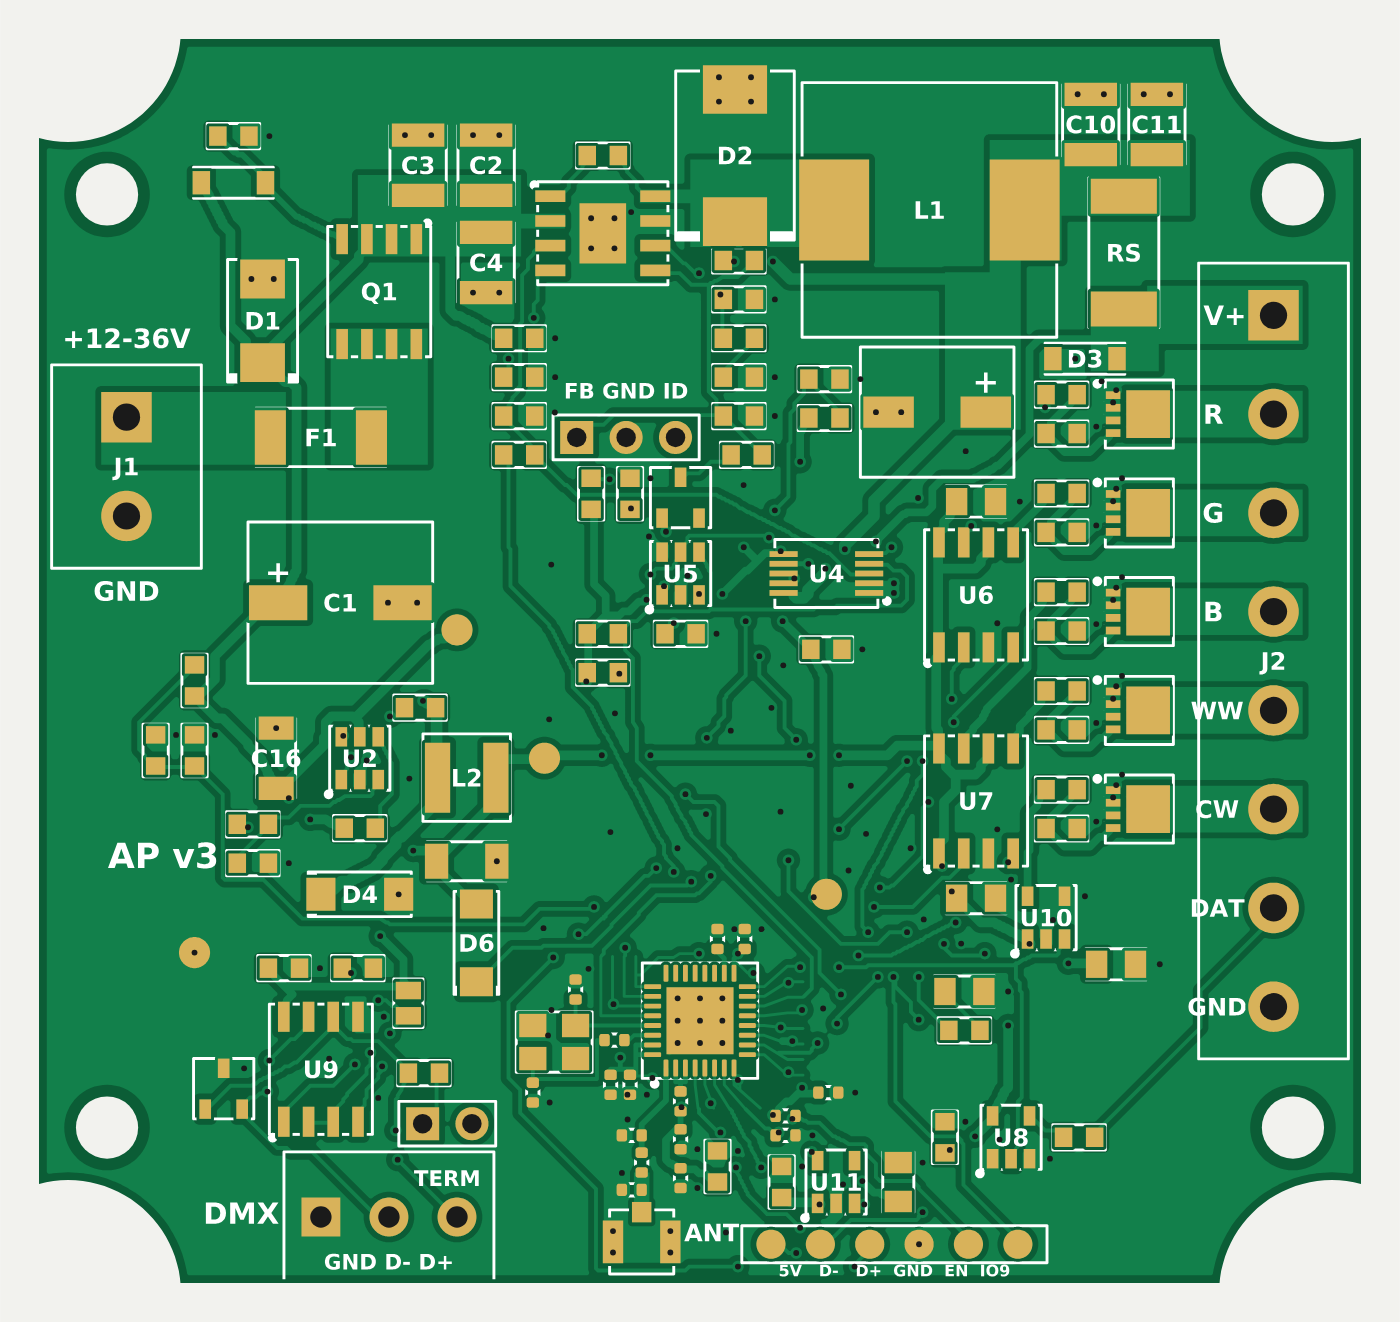 C10 C11
D2
C3 C2
L1
RS
C4
Q1
D1
V+
+12-36V
D3
+
FB GND ID
R
F1
J1
G
+
U5
U4
GND
C1
U6
B
J2
WW
C16
U2
L2
U7
CW
AP v3
D4
DAT
U10
D6
GND
U9
U8
TERM
U11
DMX
ANT
GND D- D+
5V D- D+ GND EN IO9